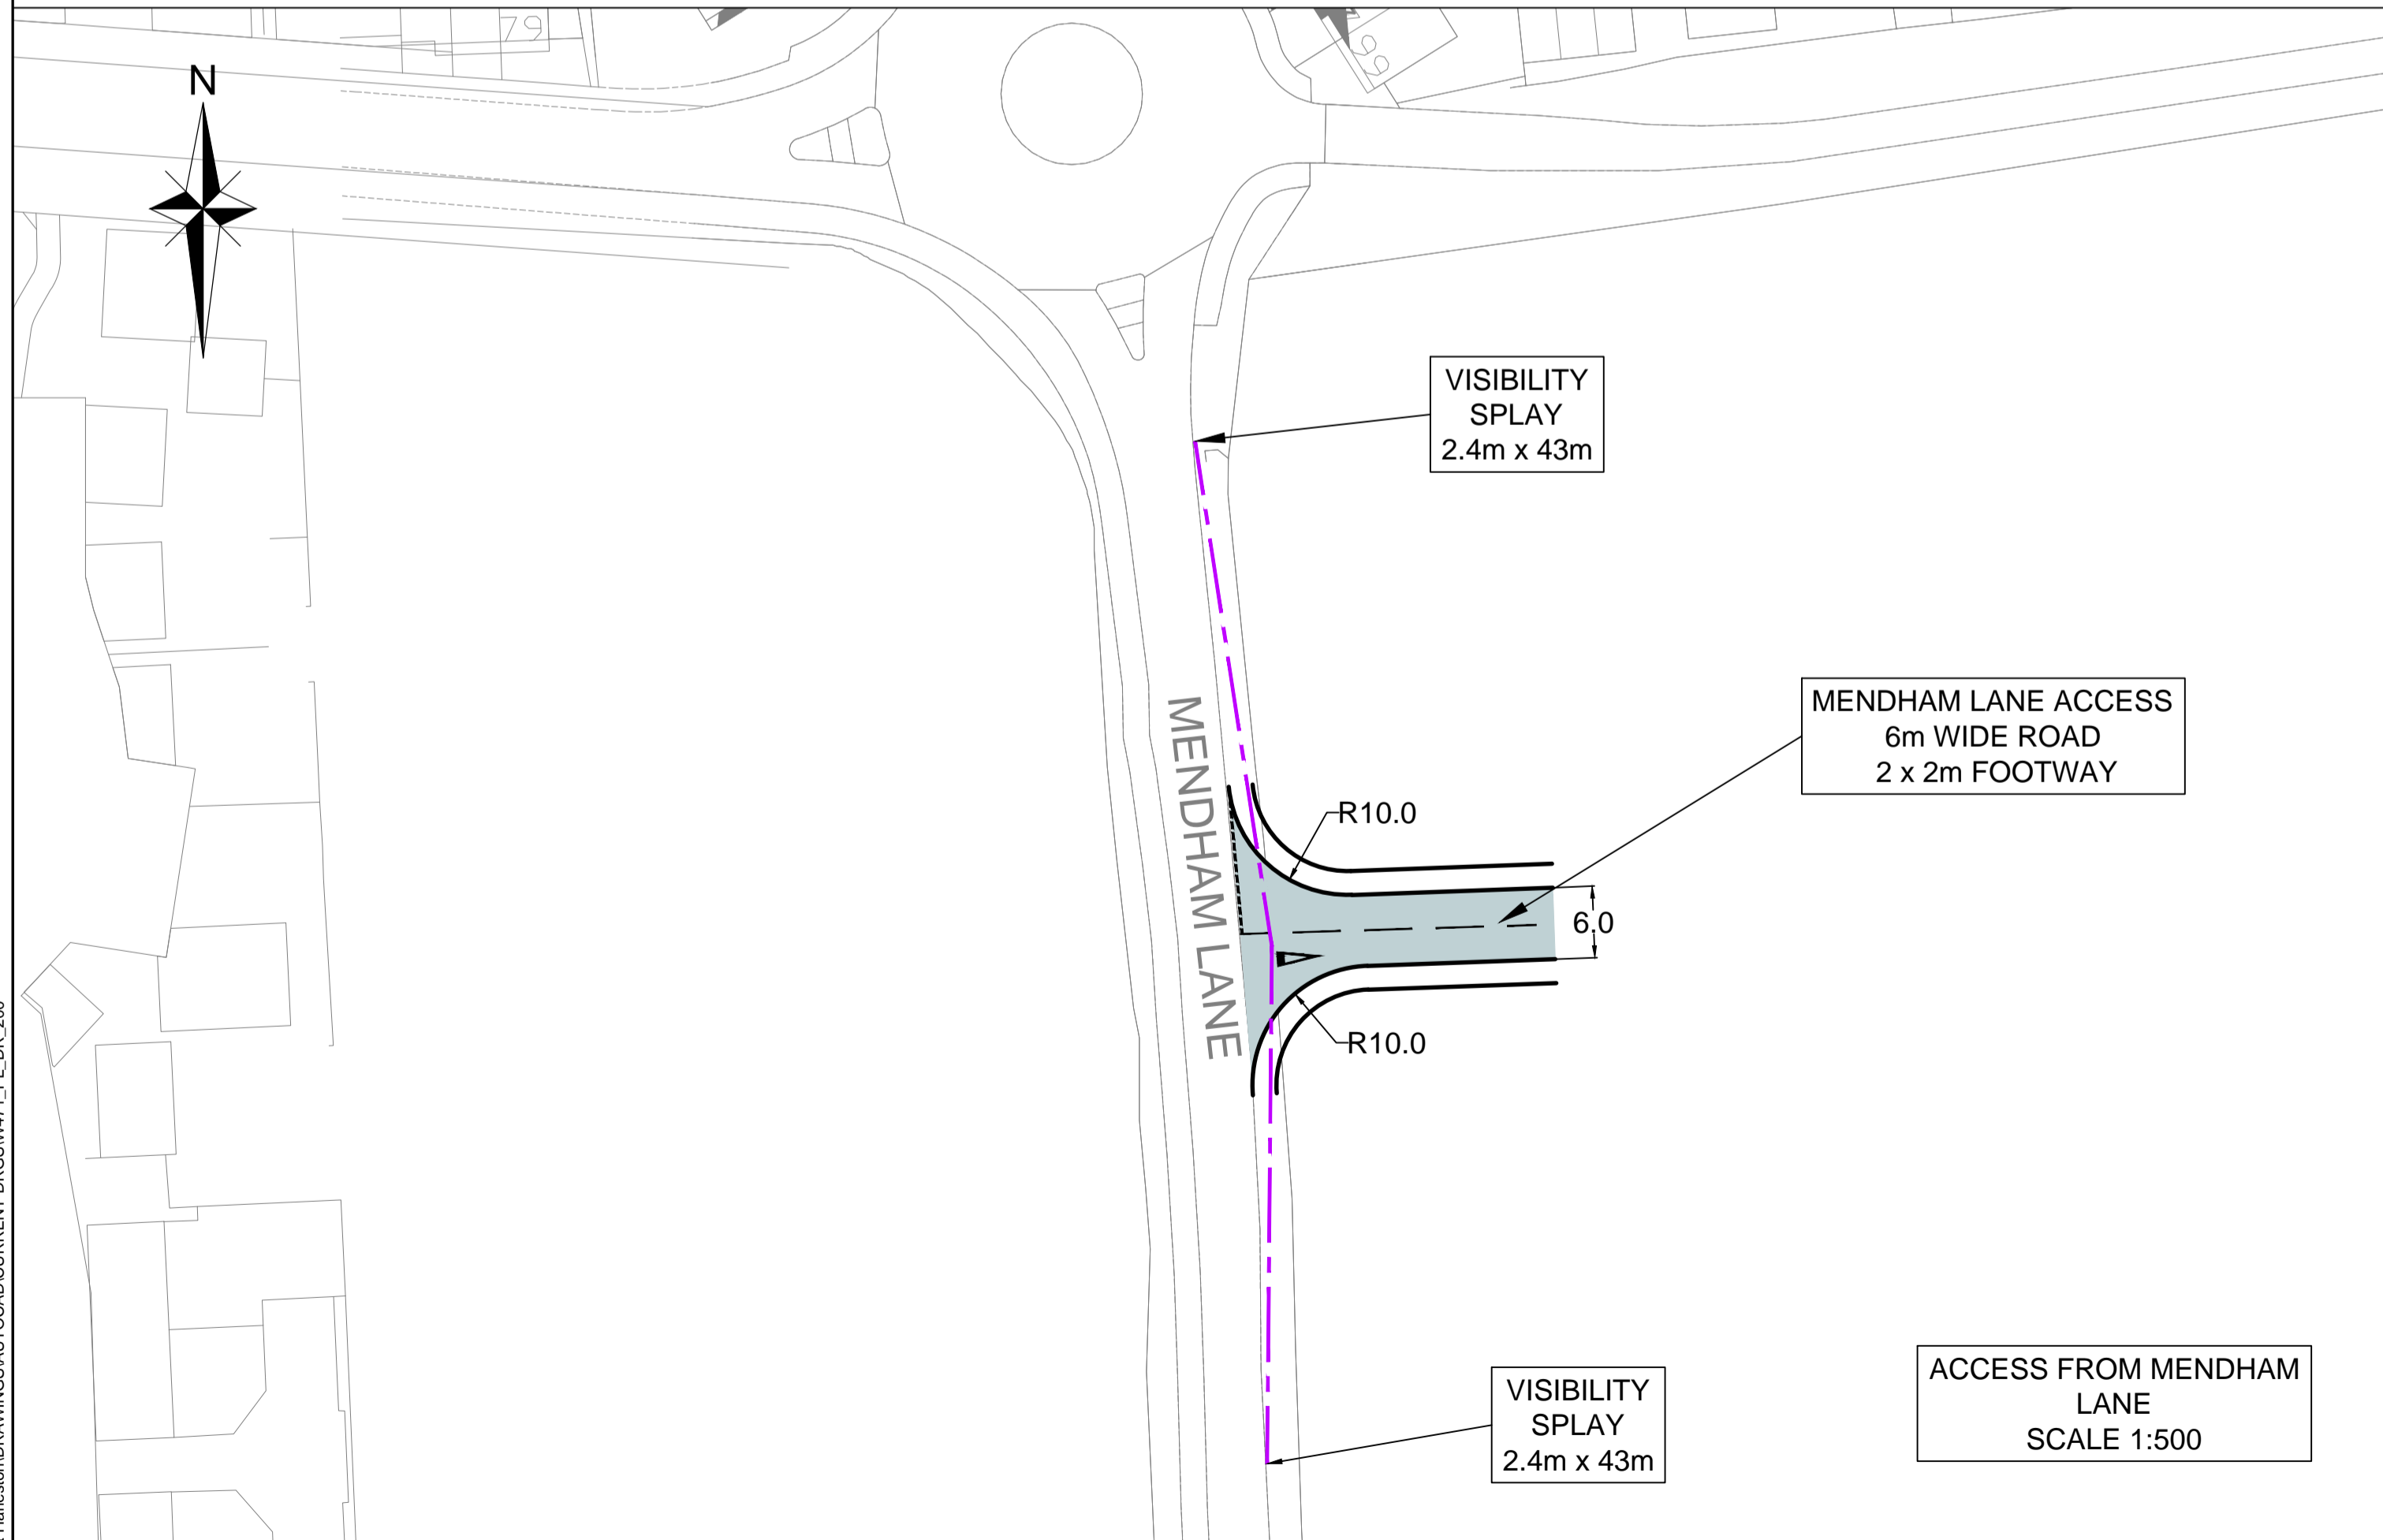 N
VISIBILITY
SPLAY
2.4m x 43m
MENDHAM LANE ACCESS
6m WIDE ROAD
2 x 2m FOOTWAY
MENDHAM LANE
R10.0
6.0
R10.0
VISIBILITY
SPLAY
2.4m x 43m
ACCESS FROM MENDHAM
LANE
SCALE 1:500